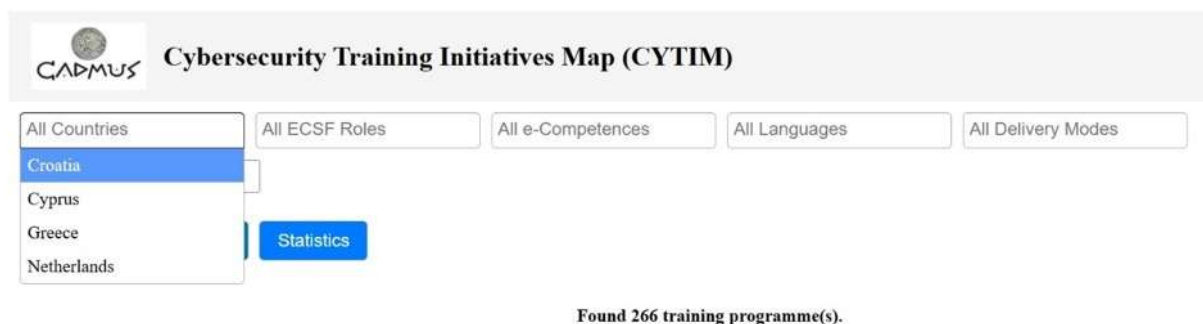 CADMUS
Cybersecurity Training Initiatives Map (CYTIM)
All Countries
All ECSF Roles
All e-Competences
All Languages
All Delivery Modes
Croatia
Cyprus
Greece
Netherlands
Statistics
Found 266 training programme(s).